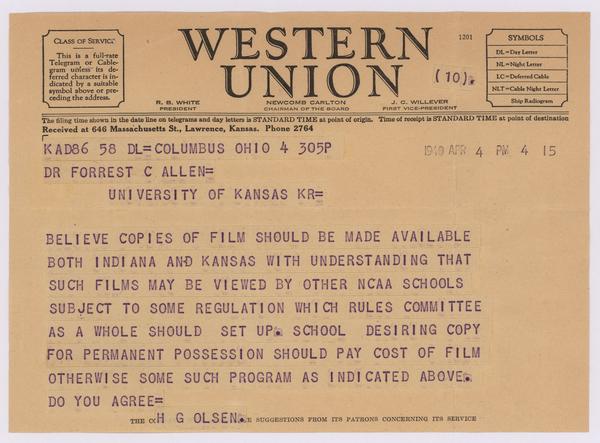 CLASS OF SERVICE
This is a full-rate
Telegram or Cable-
gram unless its de-
ferred character is in-
dicated by a suitable
symbol above or pre-
ceding the address.
WESTERN
UNION
1201
(10).
R. B. WHITE
PRESIDENT
NEWCOMB CARLTON
CHAIRMAN OF THE BOARD
J. C. WILLEVER
FIRST VICE-PRESIDENT
SYMBOLS
DL = Day Letter
NL = Night Letter
LC = Deferred Cable
NLT = Cable Night Letter
Ship Radiogram
The filing time shown in the date line on telegrams and day letters is STANDARD TIME at point of origin. Time of receipt is STANDARD TIME at point of destination
Received at 646 Massachusetts St., Lawrence, Kansas. Phone 2764
KAD86 58 DL=COLUMBUS OHIO 4 305P
1940 APR 4 PM 4 15
DR FORREST C ALLEN=
UNIVERSITY OF KANSAS KR=
BELIEVE COPIES OF FILM SHOULD BE MADE AVAILABLE
BOTH INDIANA AND KANSAS WITH UNDERSTANDING THAT
SUCH FILMS MAY BE VIEWED BY OTHER NCAA SCHOOLS
SUBJECT TO SOME REGULATION WHICH RULES COMMITTEE
AS A WHOLE SHOULD SET UP. SCHOOL DESIRING COPY
FOR PERMANENT POSSESSION SHOULD PAY COST OF FILM
OTHERWISE SOME SUCH PROGRAM AS INDICATED ABOVE.
DO YOU AGREE=
H G OLSEN.
THE SUGGESTIONS FROM ITS PATRONS CONCERNING ITS SERVICE